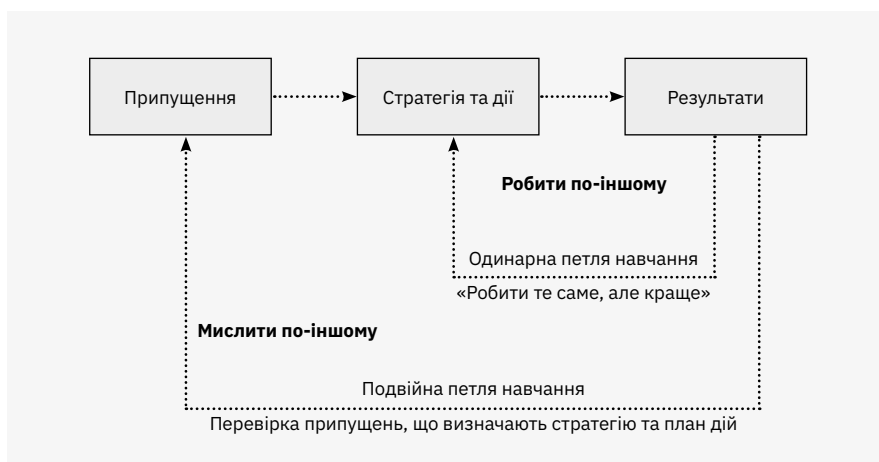 Припущення
Стратегія та дії
Результати
Робити по-іншому
Одинарна петля навчання
«Робити те саме, але краще»
Мислити по-іншому
Подвійна петля навчання
Перевірка припущень, що визначають стратегію та план дій